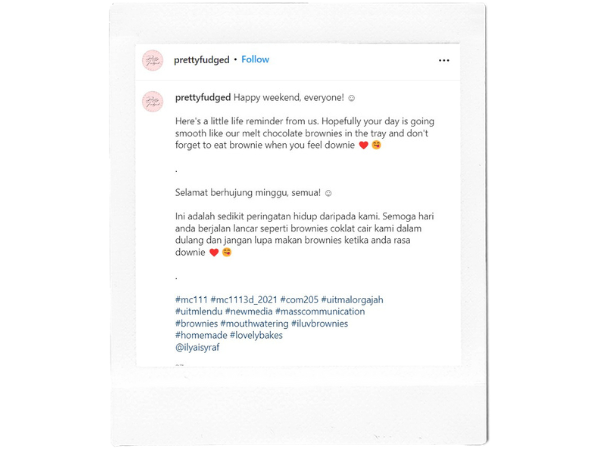 prettyfudged • Follow
prettyfudged Happy weekend, everyone! ☺
Here's a little life reminder from us. Hopefully your day is going
smooth like our melt chocolate brownies in the tray and don't
forget to eat brownie when you feel downie ❤️ 😋
.
Selamat berhujung minggu, semua! ☺
Ini adalah sedikit peringatan hidup daripada kami. Semoga hari
anda berjalan lancar seperti brownies coklat cair kami dalam
dulang dan jangan lupa makan brownies ketika anda rasa
downie ❤️ 😋
.
#mc111 #mc1113d_2021 #com205 #uitmalorgajah
#uitmlendu #newmedia #masscommunication
#brownies #mouthwatering #iluvbrownies
#homemade #lovelybakes
@ilyaisyraf